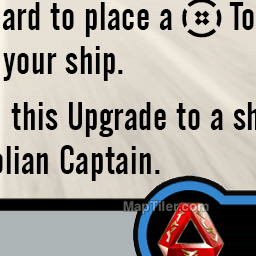 ard to place a To
your ship.
this Upgrade to a sh
olian Captain.
MapTiler.com